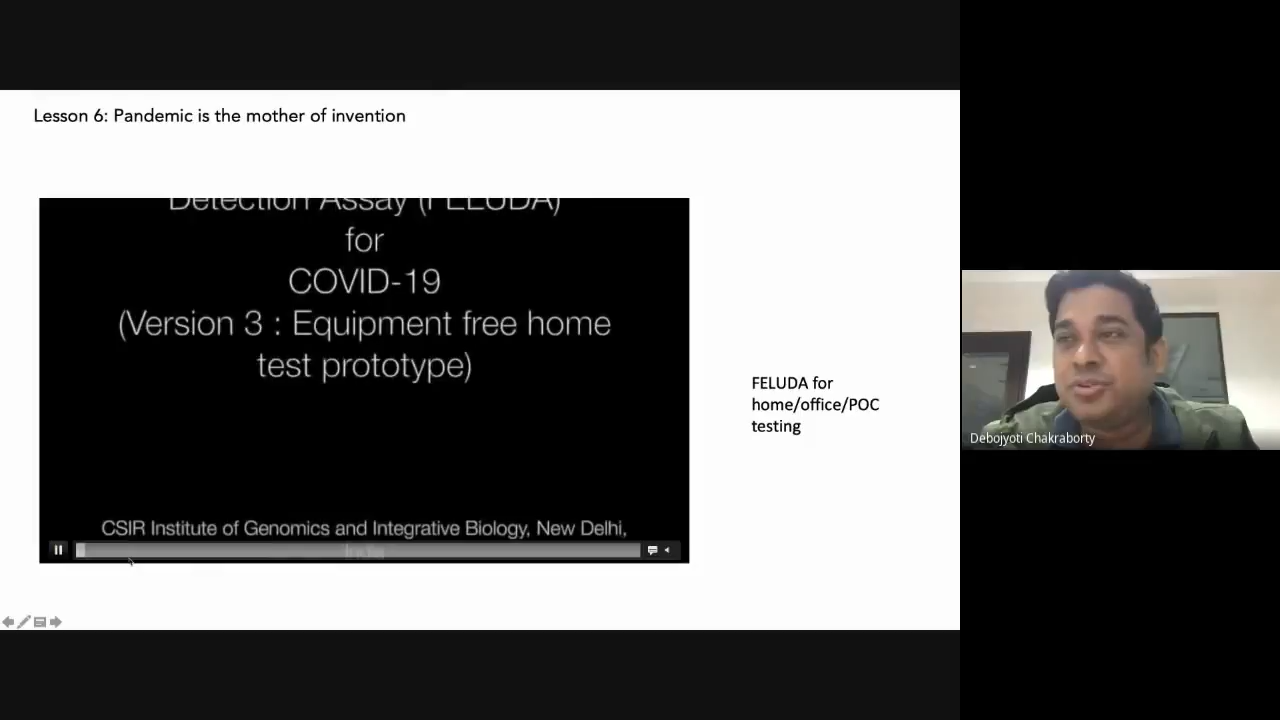 Lesson 6: Pandemic is the mother of invention
Detection Assay (FELUDA)
for
COVID-19
(Version 3 : Equipment free home
test prototype)
CSIR Institute of Genomics and Integrative Biology, New Delhi,
India
FELUDA for
home/office/POC
testing
Debojyoti Chakraborty